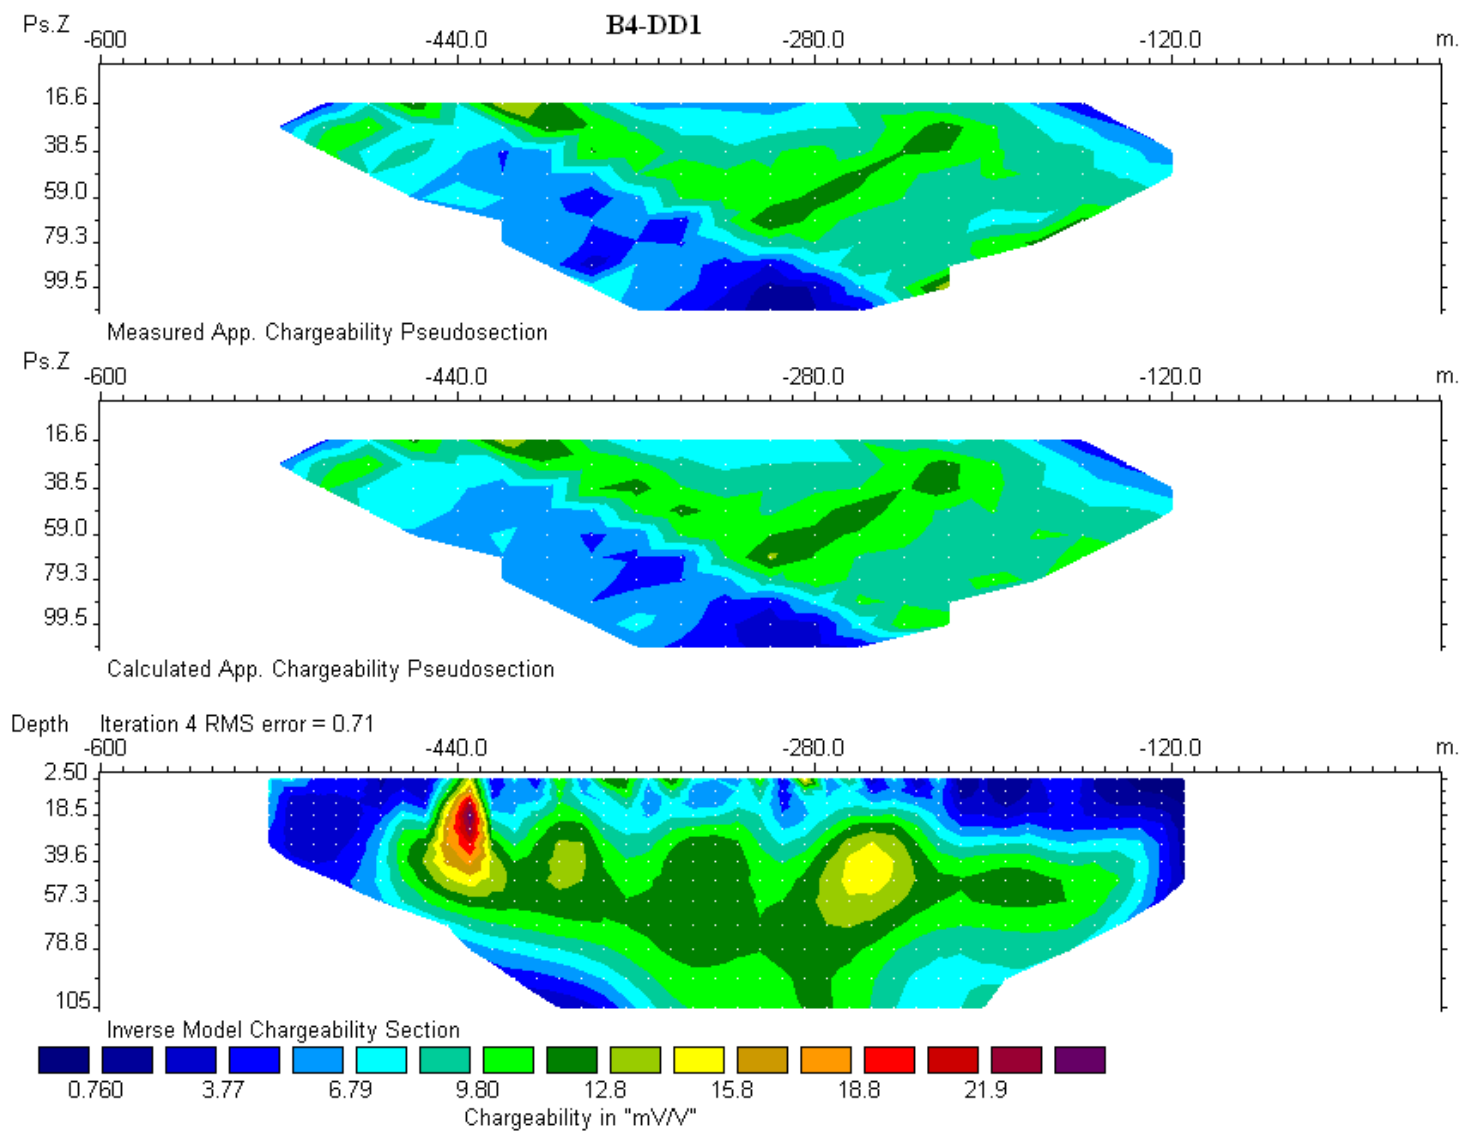 B4-DD1
Ps.Z -600 -440.0 -280.0 -120.0 m.
16.6
38.5
59.0
79.3
99.5
Measured App. Chargeability Pseudosection
Ps.Z -600 -440.0 -280.0 -120.0 m.
16.6
38.5
59.0
79.3
99.5
Calculated App. Chargeability Pseudosection
Depth Iteration 4 RMS error = 0.71
-600 -440.0 -280.0 -120.0 m.
2.50
18.5
39.6
57.3
78.8
105
Inverse Model Chargeability Section
0.760 3.77 6.79 9.80 12.8 15.8 18.8 21.9
Chargeability in "mV/V"